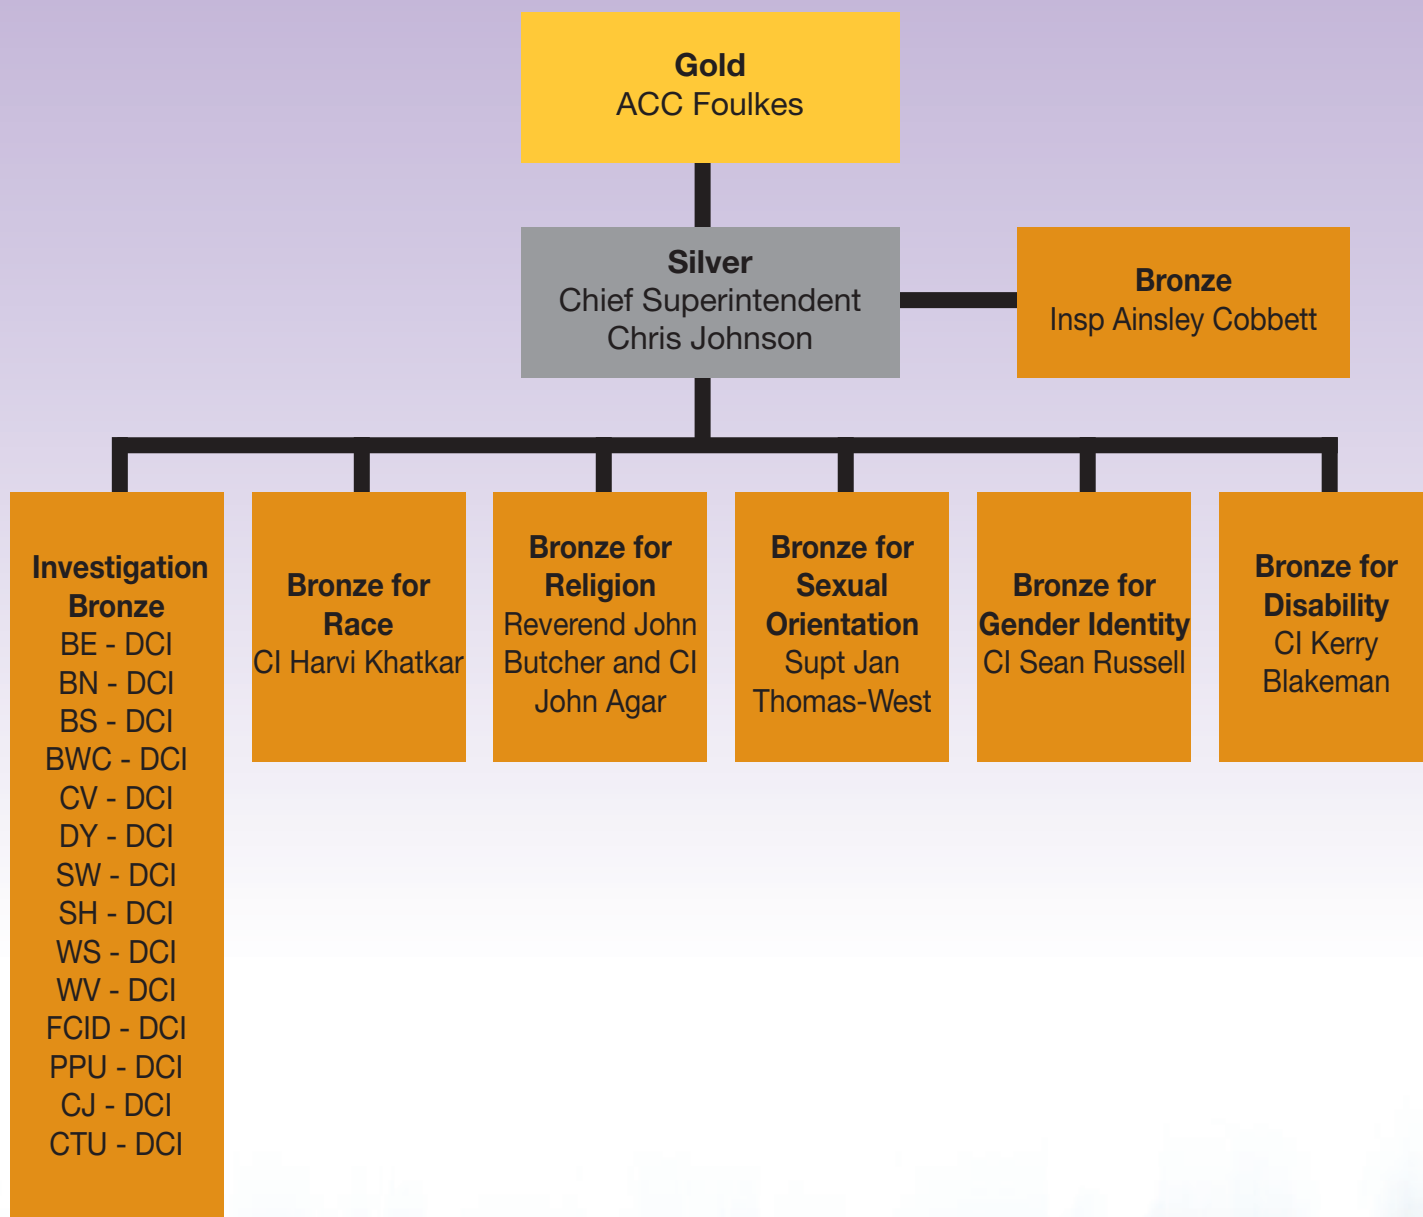 Gold
ACC Foulkes
Silver
Chief Superintendent
Chris Johnson
Bronze
Insp Ainsley Cobbett
Investigation
Bronze
BE - DCI
BN - DCI
BS - DCI
BWC - DCI
CV - DCI
DY - DCI
SW - DCI
SH - DCI
WS - DCI
WV - DCI
FCID - DCI
PPU - DCI
CJ - DCI
CTU - DCI
Bronze for
Race
CI Harvi Khatkar
Bronze for
Religion
Reverend John
Butcher and CI
John Agar
Bronze for
Sexual
Orientation
Supt Jan
Thomas-West
Bronze for
Gender Identity
CI Sean Russell
Bronze for
Disability
CI Kerry
Blakeman